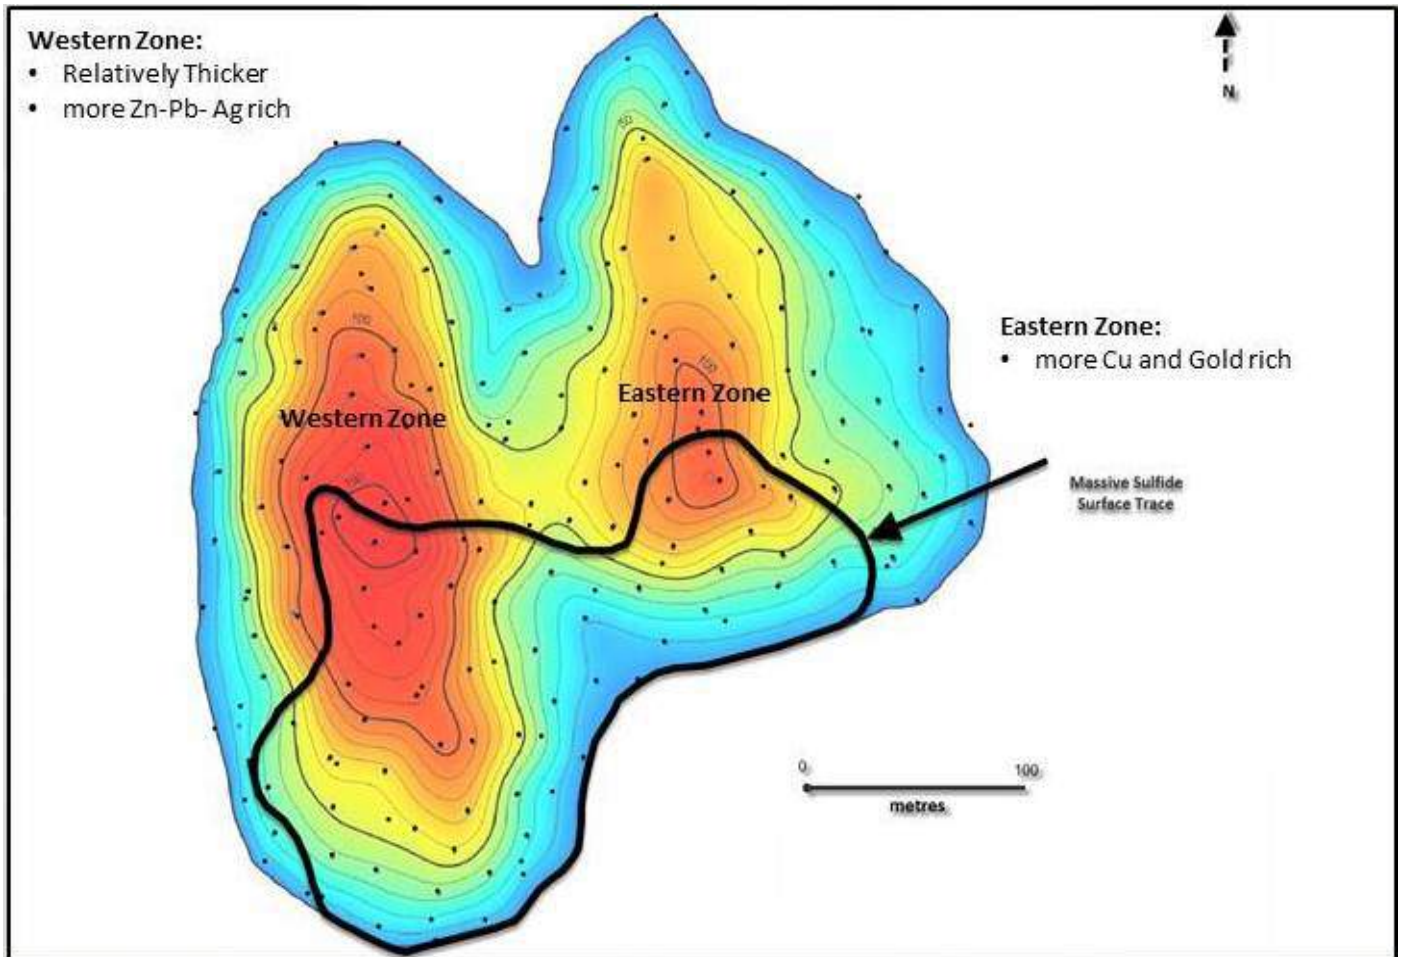 Western Zone:
• Relatively Thicker
• more Zn-Pb- Ag rich
N
50
100
100
Eastern Zone:
• more Cu and Gold rich
Eastern Zone
Western Zone
Massive Sulfide
Surface Trace
0
100
metres